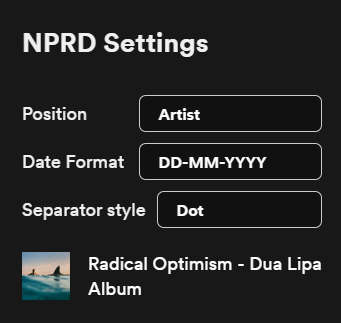 NPRD Settings
Position Artist
Date Format DD-MM-YYYY
Separator style Dot
Radical Optimism - Dua Lipa
Album